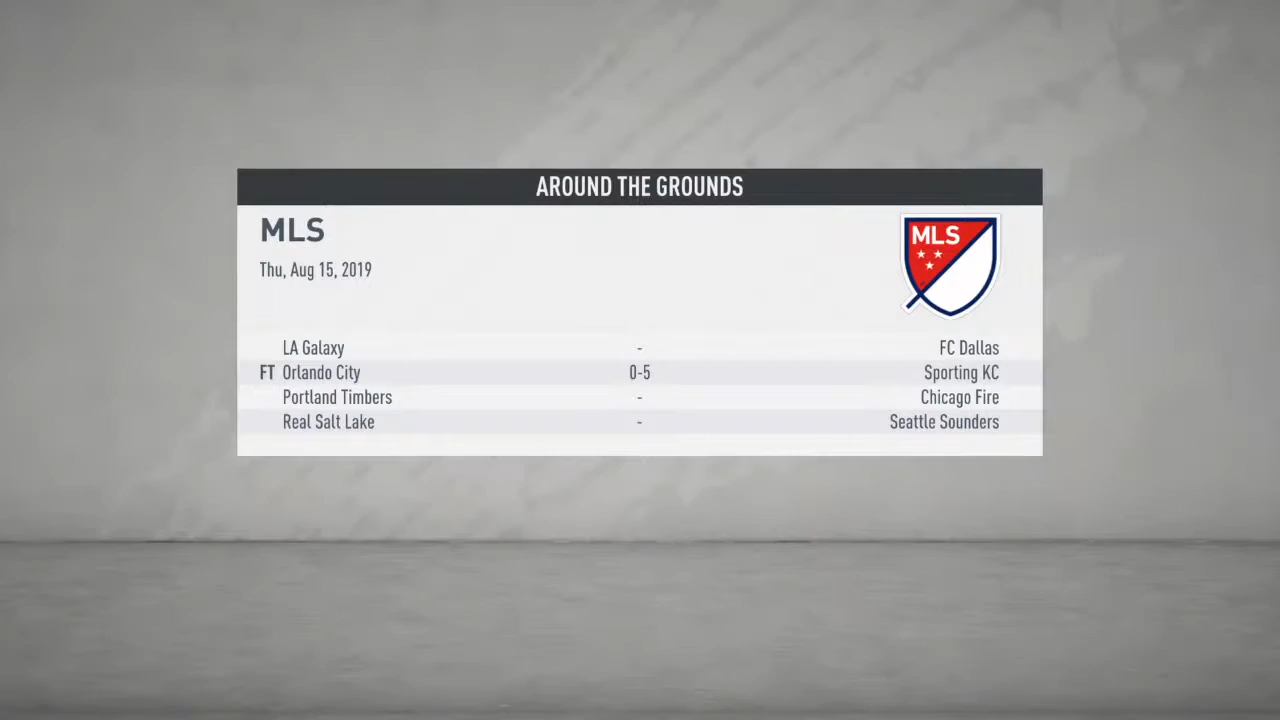 AROUND THE GROUNDS
MLS
Thu, Aug 15, 2019
MLS
LA Galaxy - FC Dallas
FT Orlando City 0-5 Sporting KC
Portland Timbers - Chicago Fire
Real Salt Lake - Seattle Sounders